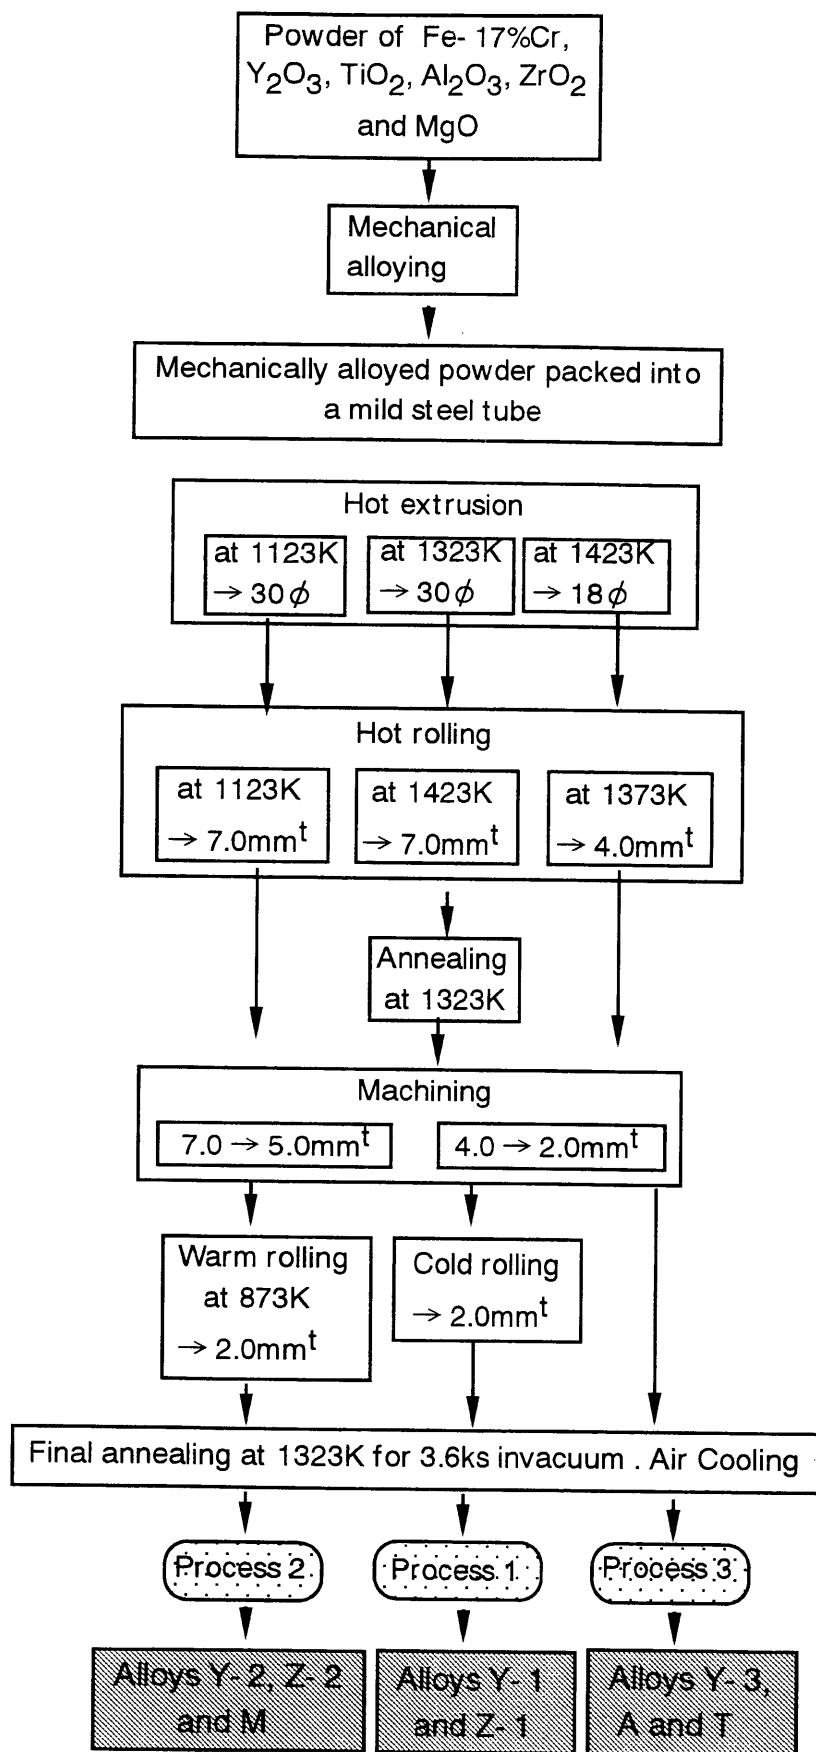 Powder of Fe- 17%Cr,
Y₂O₃, TiO₂, Al₂O₃, ZrO₂
and MgO
Mechanical
alloying
Mechanically alloyed powder packed into
a mild steel tube
Hot extrusion
at 1123K at 1323K at 1423K
→ 30ϕ → 30ϕ → 18ϕ
Hot rolling
at 1123K at 1423K at 1373K
→ 7.0mmᵗ → 7.0mmᵗ → 4.0mmᵗ
Annealing
at 1323K
Machining
7.0 → 5.0mmᵗ 4.0 → 2.0mmᵗ
Warm rolling Cold rolling
at 873K → 2.0mmᵗ
→ 2.0mmᵗ
Final annealing at 1323K for 3.6ks invacuum . Air Cooling
Process 2 Process 1 Process 3
Alloys Y- 2, Z- 2 Alloys Y- 1 Alloys Y- 3,
and M and Z- 1 A and T